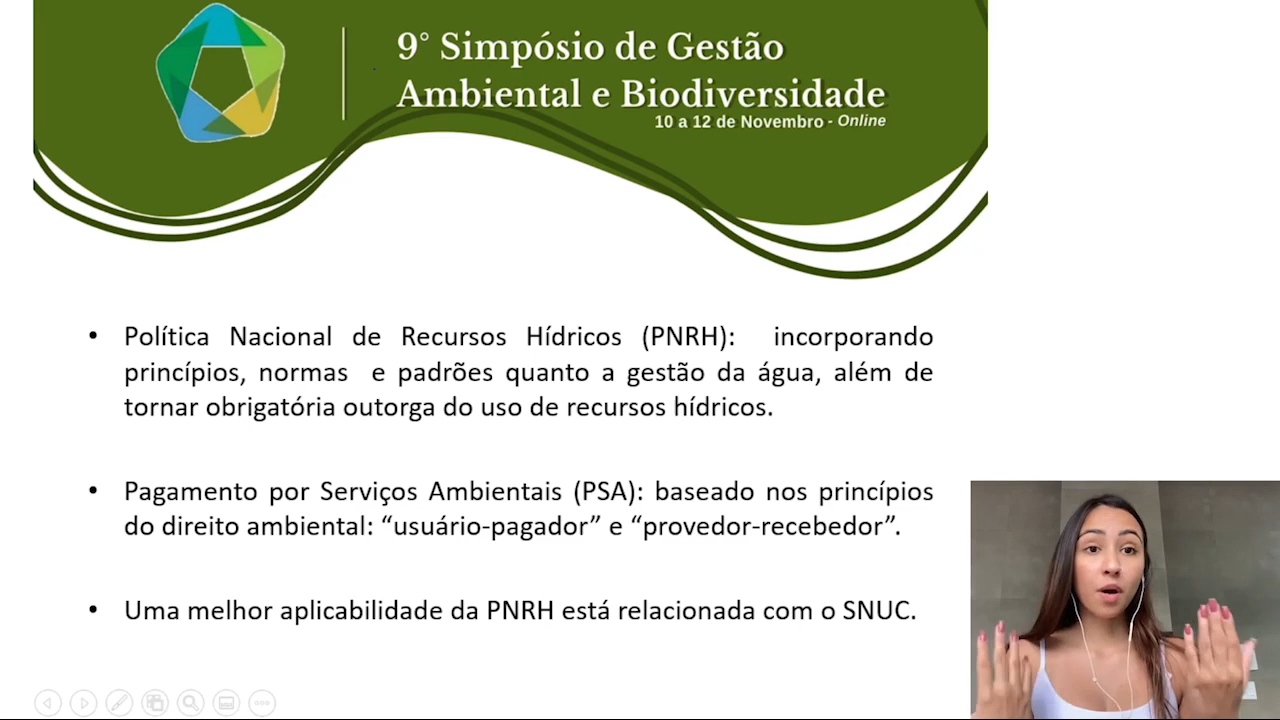 9° Simpósio de Gestão
Ambiental e Biodiversidade
10 a 12 de Novembro - Online
• Política Nacional de Recursos Hídricos (PNRH): incorporando
princípios, normas e padrões quanto a gestão da água, além de
tornar obrigatória outorga do uso de recursos hídricos.
• Pagamento por Serviços Ambientais (PSA): baseado nos princípios
do direito ambiental: “usuário-pagador” e “provedor-recebedor”.
• Uma melhor aplicabilidade da PNRH está relacionada com o SNUC.